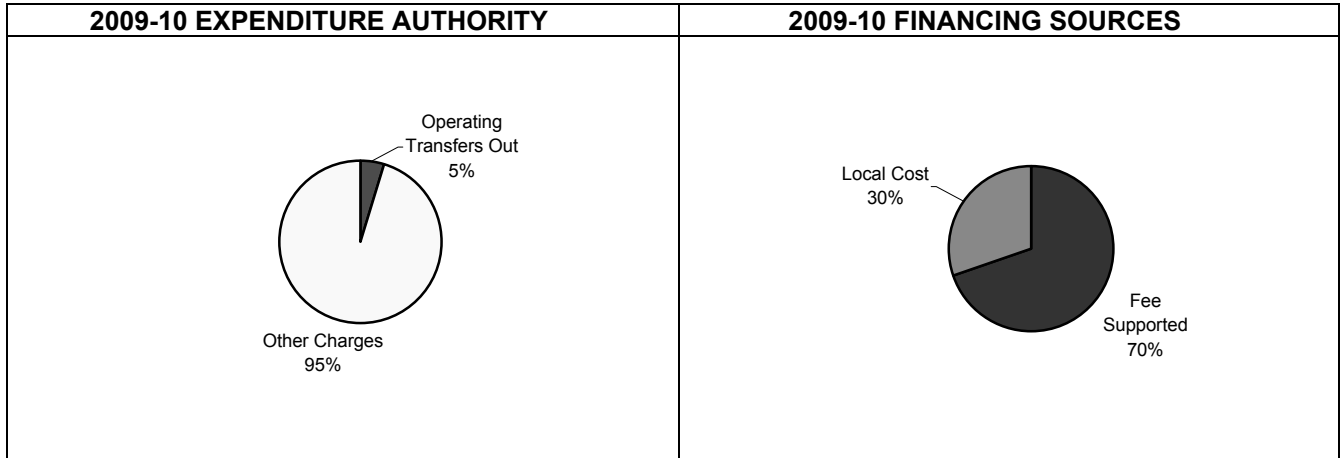 2009-10 EXPENDITURE AUTHORITY
2009-10 FINANCING SOURCES
Operating
Transfers Out
5%
Other Charges
95%
Local Cost
30%
Fee
Supported
70%